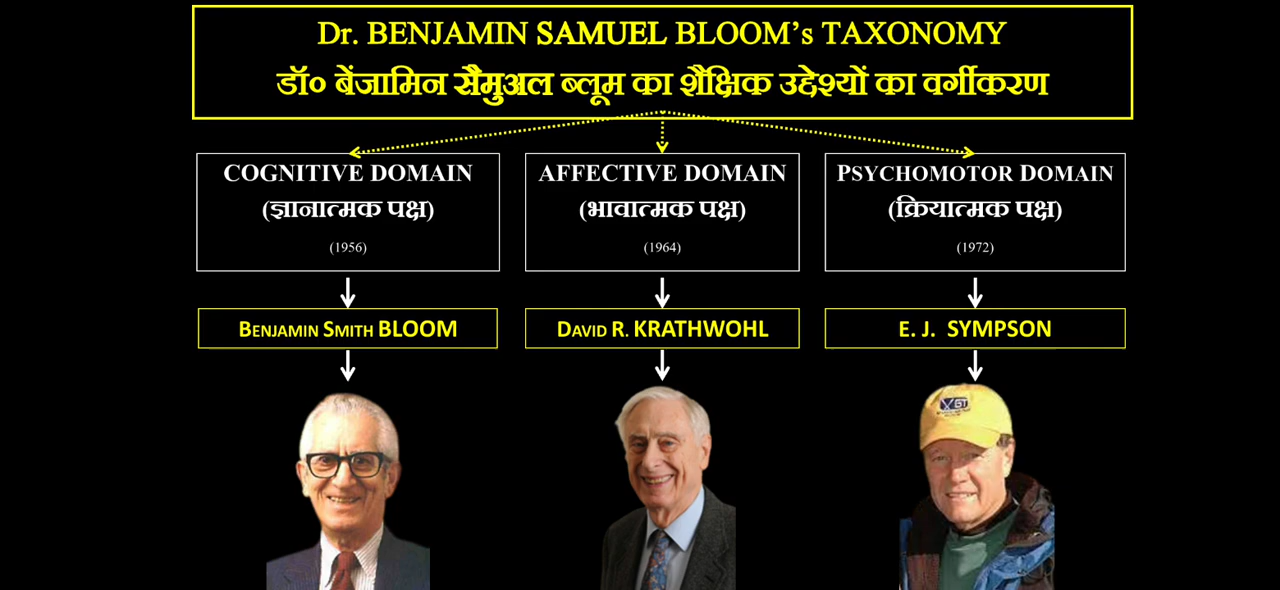 Dr. BENJAMIN SAMUEL BLOOM's TAXONOMY
डॉ० बेंजामिन सैमुअल ब्लूम का शैक्षिक उद्देश्यों का वर्गीकरण
COGNITIVE DOMAIN
(ज्ञानात्मक पक्ष)
(1956)
AFFECTIVE DOMAIN
(भावात्मक पक्ष)
(1964)
PSYCHOMOTOR DOMAIN
(क्रियात्मक पक्ष)
(1972)
BENJAMIN SMITH BLOOM
DAVID R. KRATHWOHL
E. J. SYMPSON
GT